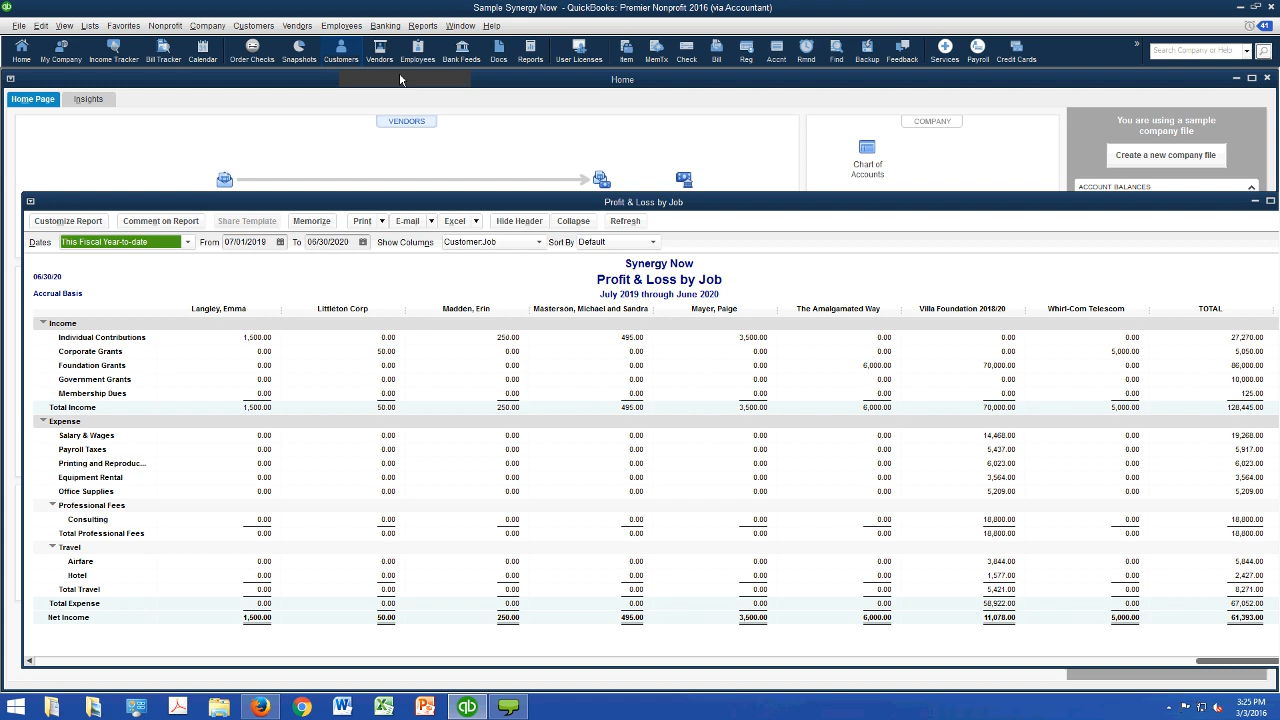 Sample Synergy Now - QuickBooks: Premier Nonprofit 2016 (via Accountant)
File Edit View Lists Favorites Nonprofit Company Customers Vendors Employees Banking Reports Window Help 41
Home My Company Income Tracker Bill Tracker Calendar Order Checks Snapshots Customers Vendors Employees Bank Feeds Docs Reports User Licenses Item MemTx Check Bill Reg Accnt Rmdr Find Backup Feedback Services Payroll Credit Cards » Search Company or Help
Home
Home Page Insights
VENDORS COMPANY
You are using a sample
company file
Create a new company file
Chart of
Accounts
ACCOUNT BALANCES
Profit & Loss by Job
Customize Report Comment on Report Share Template Memorize Print E-mail Excel Hide Header Collapse Refresh
Dates This Fiscal Year-to-date From 07/01/2019 To 06/30/2020 Show Columns Customer:Job Sort By Default
Synergy Now
06/30/20 Profit & Loss by Job
Accrual Basis July 2019 through June 2020
Langley, Emma Littleton Corp Madden, Erin Masterson, Michael and Sandra Mayer, Paige The Amalgamated Way Villa Foundation 2018/20 Whirl-Com Telescom TOTAL
Income
Individual Contributions 1,500.00 0.00 250.00 495.00 3,500.00 0.00 0.00 0.00 27,270.00
Corporate Grants 0.00 50.00 0.00 0.00 0.00 0.00 0.00 5,000.00 5,050.00
Foundation Grants 0.00 0.00 0.00 0.00 0.00 6,000.00 70,000.00 0.00 86,000.00
Government Grants 0.00 0.00 0.00 0.00 0.00 0.00 0.00 0.00 10,000.00
Membership Dues 0.00 0.00 0.00 0.00 0.00 0.00 0.00 0.00 125.00
Total Income 1,500.00 50.00 250.00 495.00 3,500.00 6,000.00 70,000.00 5,000.00 128,445.00
Expense
Salary & Wages 0.00 0.00 0.00 0.00 0.00 0.00 14,468.00 0.00 19,268.00
Payroll Taxes 0.00 0.00 0.00 0.00 0.00 0.00 5,437.00 0.00 5,917.00
Printing and Reproduc... 0.00 0.00 0.00 0.00 0.00 0.00 6,023.00 0.00 6,023.00
Equipment Rental 0.00 0.00 0.00 0.00 0.00 0.00 3,564.00 0.00 3,564.00
Office Supplies 0.00 0.00 0.00 0.00 0.00 0.00 5,209.00 0.00 5,209.00
Professional Fees
Consulting 0.00 0.00 0.00 0.00 0.00 0.00 18,800.00 0.00 18,800.00
Total Professional Fees 0.00 0.00 0.00 0.00 0.00 0.00 18,800.00 0.00 18,800.00
Travel
Airfare 0.00 0.00 0.00 0.00 0.00 0.00 3,844.00 0.00 5,844.00
Hotel 0.00 0.00 0.00 0.00 0.00 0.00 1,577.00 0.00 2,427.00
Total Travel 0.00 0.00 0.00 0.00 0.00 0.00 5,421.00 0.00 8,271.00
Total Expense 0.00 0.00 0.00 0.00 0.00 0.00 58,922.00 0.00 67,052.00
Net Income 1,500.00 50.00 250.00 495.00 3,500.00 6,000.00 11,078.00 5,000.00 61,393.00
3:25 PM
3/3/2016